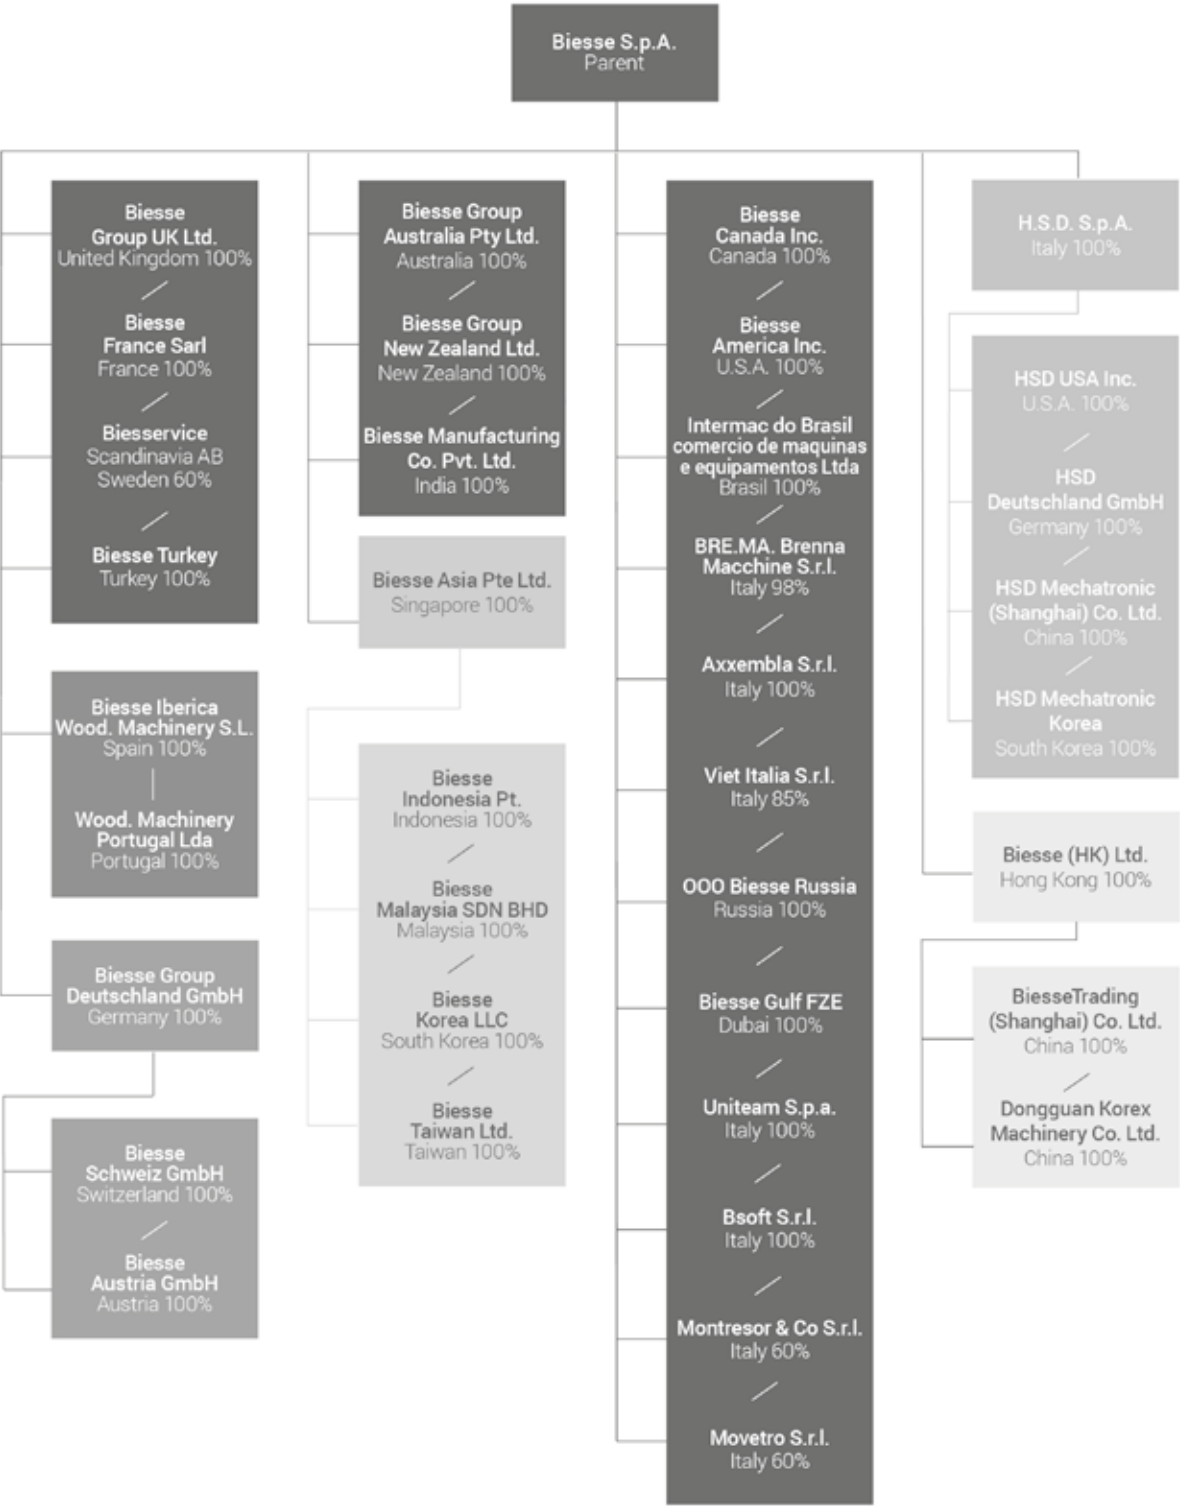 Biesse S.p.A.
Parent
Biesse
Group UK Ltd.
United Kingdom 100%
Biesse
France Sarl
France 100%
Biesservice
Scandinavia AB
Sweden 60%
Biesse Turkey
Turkey 100%
Biesse Iberica
Wood. Machinery S.L.
Spain 100%
Wood. Machinery
Portugal Lda
Portugal 100%
Biesse Group
Deutschland GmbH
Germany 100%
Biesse
Schweiz GmbH
Switzerland 100%
Biesse
Austria GmbH
Austria 100%
Biesse Group
Australia Pty Ltd.
Australia 100%
Biesse Group
New Zealand Ltd.
New Zealand 100%
Biesse Manufacturing
Co. Pvt. Ltd.
India 100%
Biesse Asia Pte Ltd.
Singapore 100%
Biesse
Indonesia Pt.
Indonesia 100%
Biesse
Malaysia SDN BHD
Malaysia 100%
Biesse
Korea LLC
South Korea 100%
Biesse
Taiwan Ltd.
Taiwan 100%
Biesse
Canada Inc.
Canada 100%
Biesse
America Inc.
U.S.A. 100%
Intermac do Brasil
comercio de maquinas
e equipamentos Ltda
Brasil 100%
BRE.MA. Brenna
Macchine S.r.l.
Italy 98%
Axxembla S.r.l.
Italy 100%
Viet Italia S.r.l.
Italy 85%
OOO Biesse Russia
Russia 100%
Biesse Gulf FZE
Dubai 100%
Uniteam S.p.a.
Italy 100%
Bsoft S.r.l.
Italy 100%
Montresor & Co S.r.l.
Italy 60%
Movetro S.r.l.
Italy 60%
H.S.D. S.p.A.
Italy 100%
HSD USA Inc.
U.S.A. 100%
HSD
Deutschland GmbH
Germany 100%
HSD Mechatronic
(Shanghai) Co. Ltd.
China 100%
HSD Mechatronic
Korea
South Korea 100%
Biesse (HK) Ltd.
Hong Kong 100%
BiesseTrading
(Shanghai) Co. Ltd.
China 100%
Dongguan Korex
Machinery Co. Ltd.
China 100%